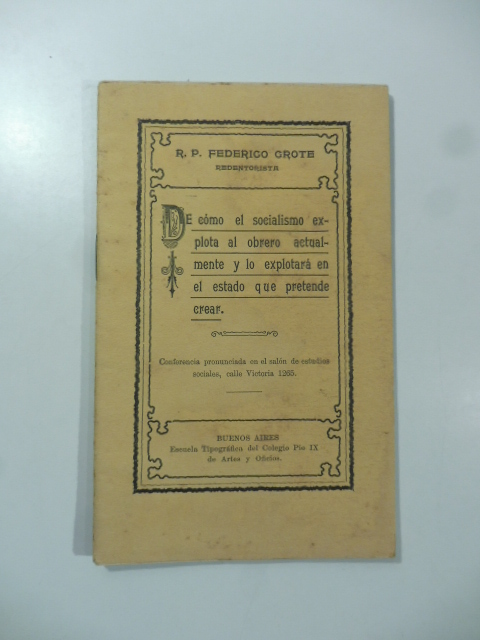 R. P. FEDERICO GROTE
REDENTORISTA
DE cómo el socialismo ex-
plota al obrero actual-
mente y lo explotará en
el estado que pretende
crear.
Conferencia pronunciada en el salón de estudios
sociales, calle Victoria 1265.
BUENOS AIRES
Escuela Tipográfica del Colegio Pio IX
de Artes y Oficios.